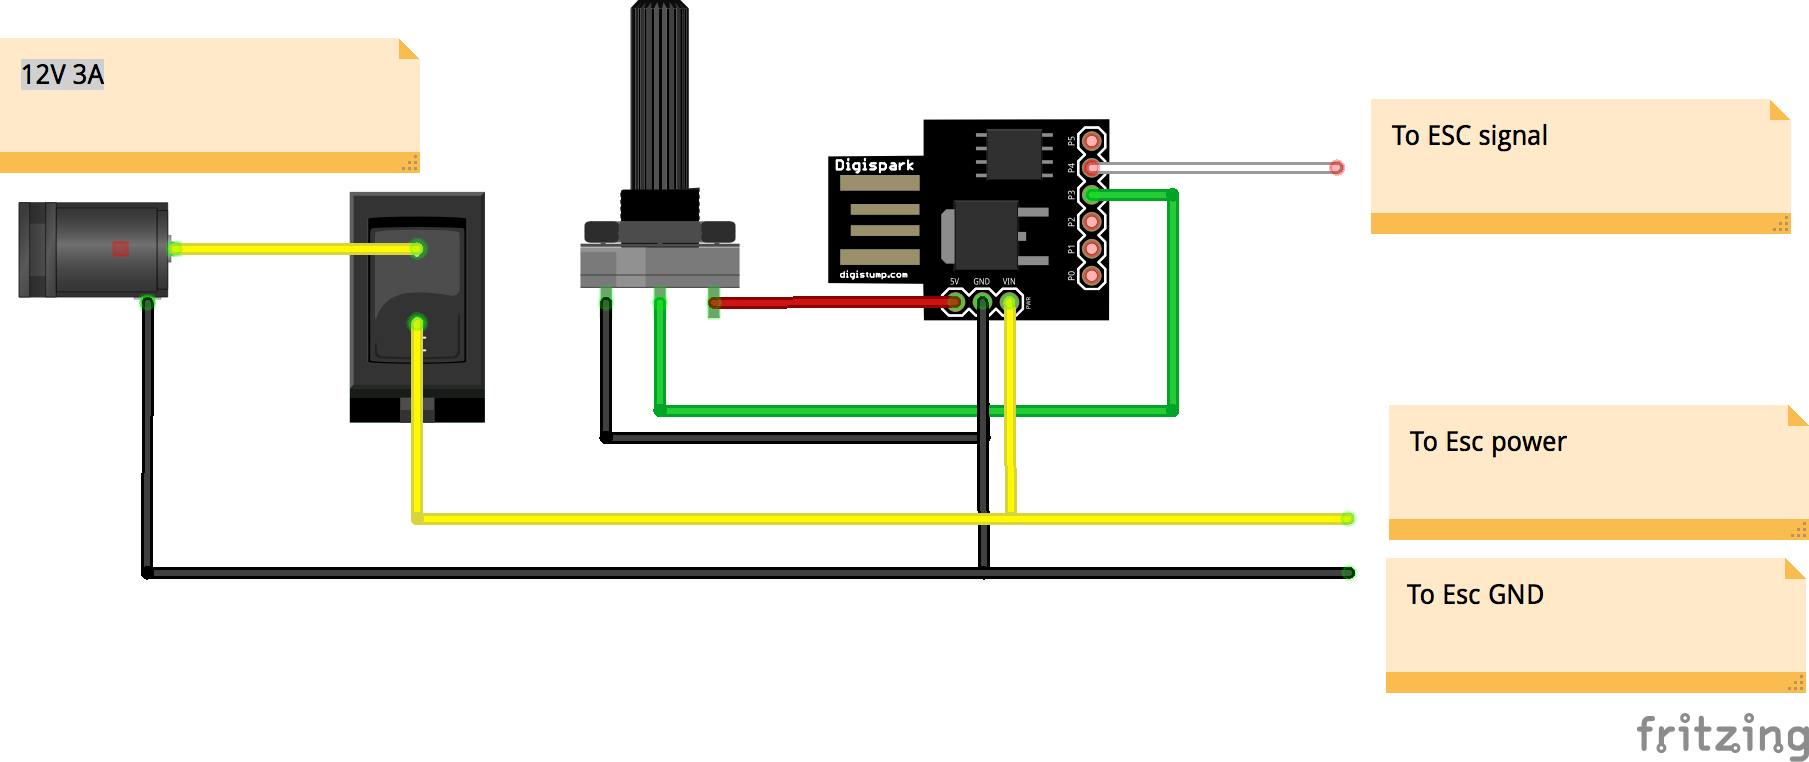 12V 3A
To ESC signal
Digispark
digistump.com
P5
P4
P3
P2
P1
P0
5V GND VIN
PWR
To Esc power
To Esc GND
fritzing